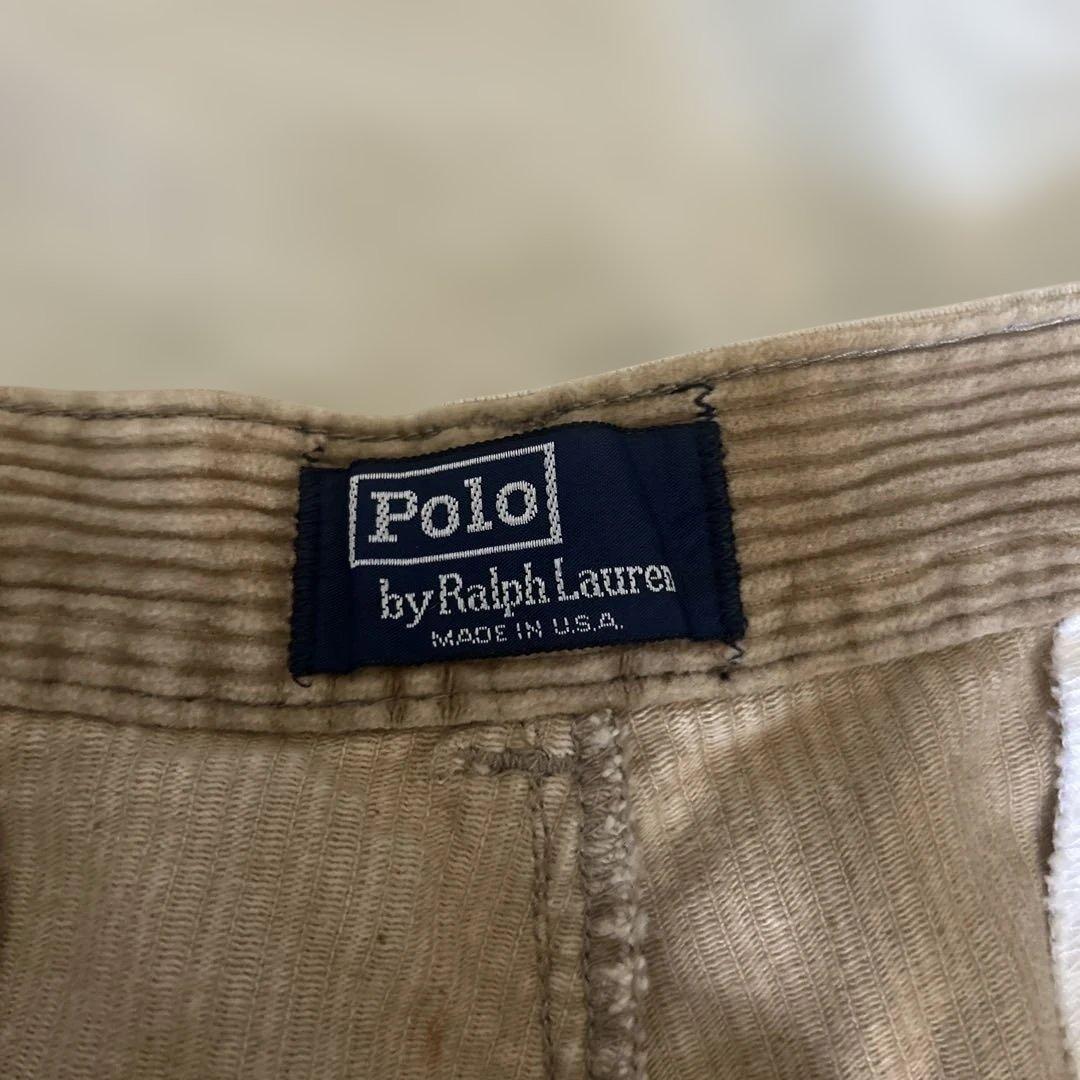 Polo
by Ralph Lauren
MADE IN U.S.A.